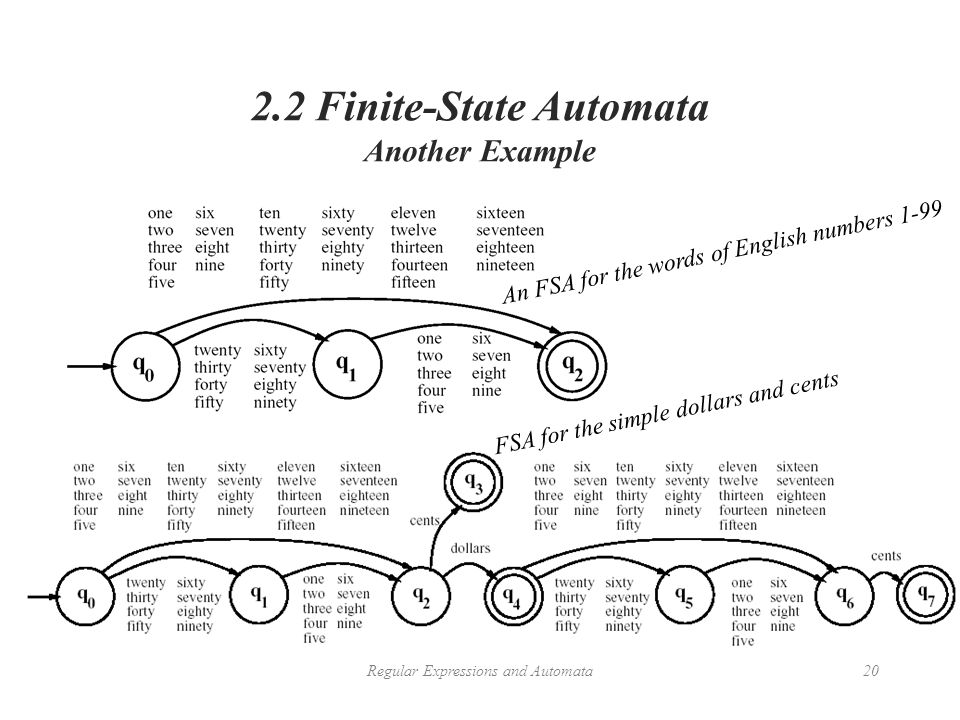 2.2 Finite-State Automata
Another Example
one six ten sixty eleven sixteen
two seven twenty seventy twelve seventeen
three eight thirty eighty thirteen eighteen
four nine forty ninety fourteen nineteen
five fifty fifteen
An FSA for the words of English numbers 1-99
q0 q1 q2
twenty sixty
thirty seventy
forty eighty
fifty ninety
one six
two seven
three eight
four nine
five
FSA for the simple dollars and cents
one six ten sixty eleven sixteen
two seven twenty seventy twelve seventeen
three eight thirty eighty thirteen eighteen
four nine forty ninety fourteen nineteen
five fifty fifteen
q3
cents
dollars
one six ten sixty eleven sixteen
two seven twenty seventy twelve seventeen
three eight thirty eighty thirteen eighteen
four nine forty ninety fourteen nineteen
five fifty fifteen
cents
q0 q1 q2 q4 q5 q6 q7
twenty sixty
thirty seventy
forty eighty
fifty ninety
one six
two seven
three eight
four nine
five
twenty sixty
thirty seventy
forty eighty
fifty ninety
one six
two seven
three eight
four nine
five
Regular Expressions and Automata
20